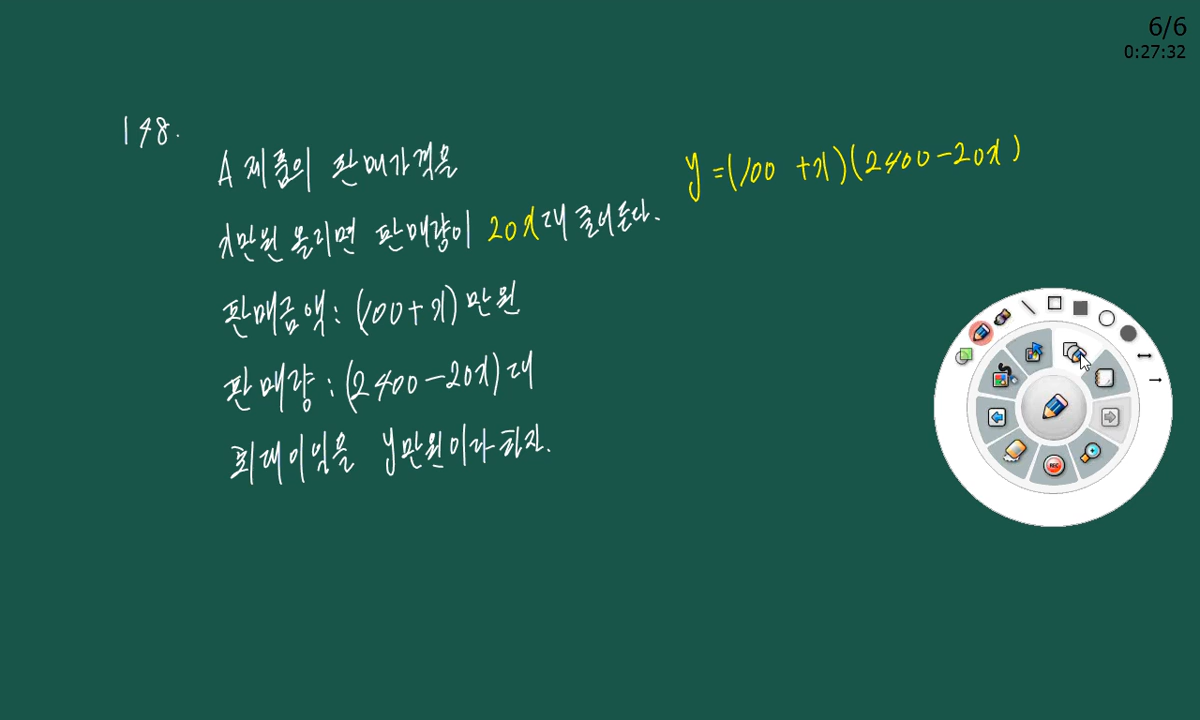 6/6
0:27:32
148.
A 제품의 판매가격을
x만원 올리면 판매량이 20x대 줄어든다.
판매금액 : (100+x)만원
판매량 : (2400-20x)대
최대이익을 y만원이라 하자.
y=(100+x)(2400-20x)
REC